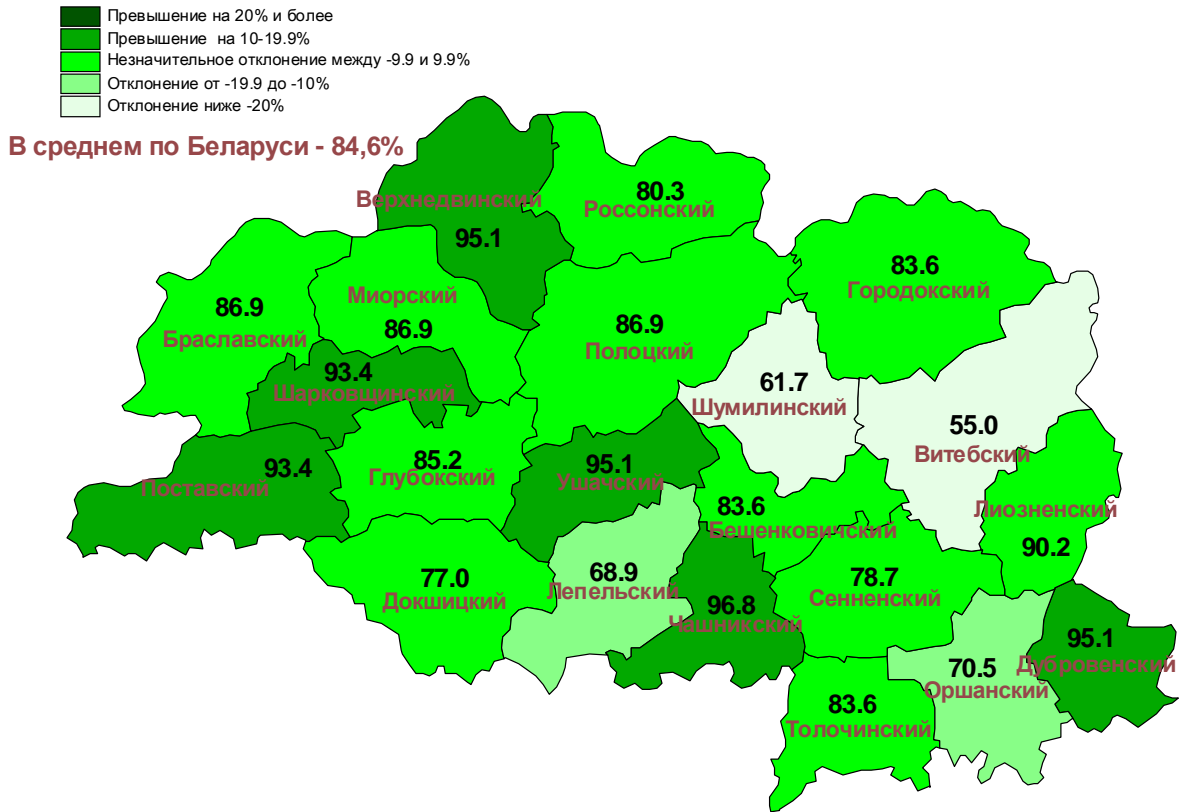 Превышение на 20% и более
Превышение на 10-19.9%
Незначительное отклонение между -9.9 и 9.9%
Отклонение от -19.9 до -10%
Отклонение ниже -20%
В среднем по Беларуси - 84,6%
Верхнедвинский
95.1
80.3
Россонский
83.6
Городокский
86.9
Браславский
Миорский
86.9
86.9
Полоцкий
93.4
Шарковщинский
61.7
Шумилинский
55.0
Витебский
93.4
Поставский
85.2
Глубокский
95.1
Ушачский
83.6
Бешенковичский
Лиозненский
90.2
77.0
Докшицкий
68.9
Лепельский
96.8
Чашникский
78.7
Сенненский
95.1
Дубровенский
70.5
Оршанский
83.6
Толочинский